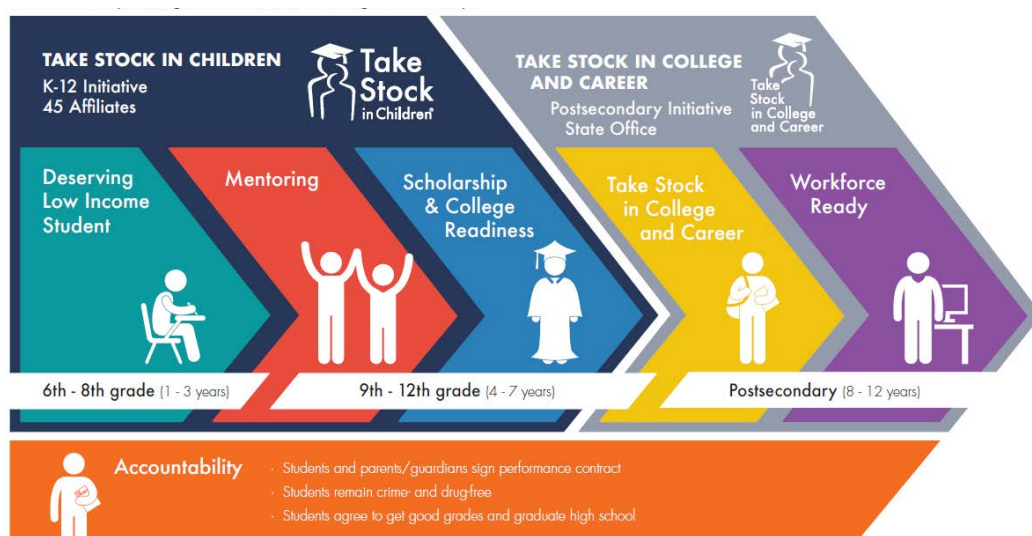 TAKE STOCK IN CHILDREN
K-12 Initiative
45 Affiliates
Take
Stock
in Children®
TAKE STOCK IN COLLEGE
AND CAREER
Postsecondary Initiative
State Office
Take
Stock
in College
and Career
Deserving
Low Income
Student
Mentoring
Scholarship
& College
Readiness
Take Stock
in College
and Career
Workforce
Ready
6th - 8th grade (1 - 3 years)
9th - 12th grade (4 - 7 years)
Postsecondary (8 - 12 years)
Accountability
· Students and parents/guardians sign performance contract
· Students remain crime- and drug-free
· Students agree to get good grades and graduate high school